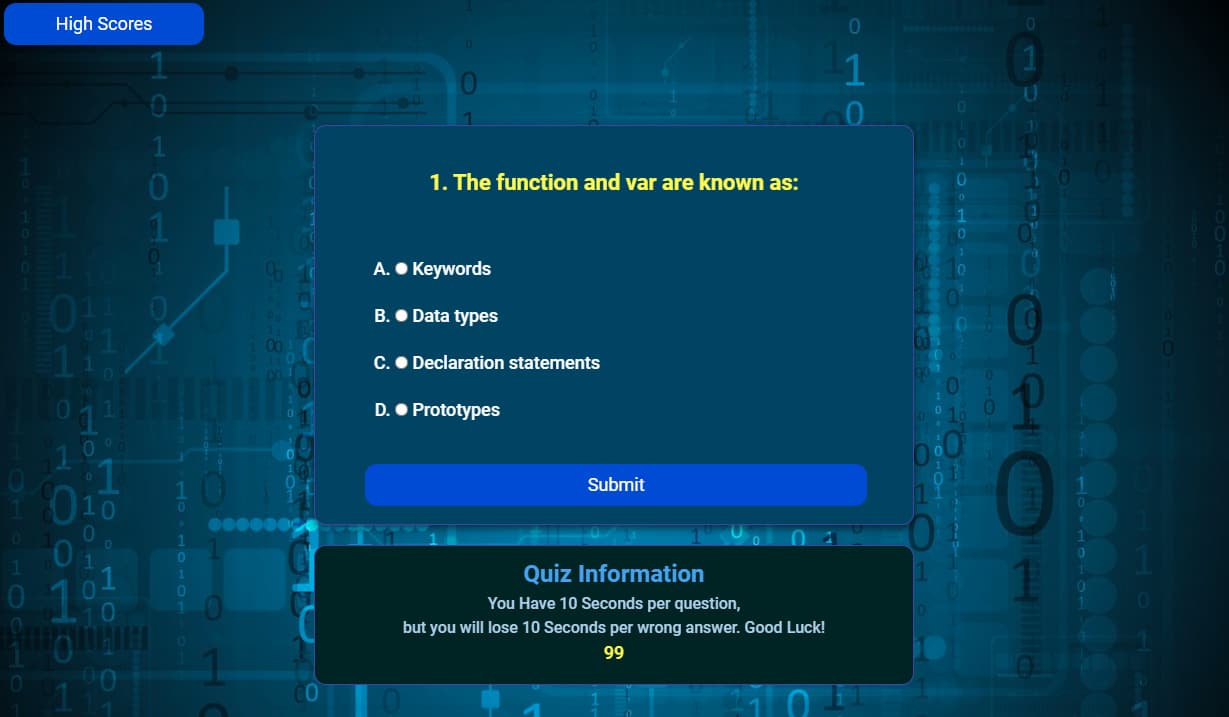 High Scores
1. The function and var are known as:
A. Keywords
B. Data types
C. Declaration statements
D. Prototypes
Submit
Quiz Information
You Have 10 Seconds per question,
but you will lose 10 Seconds per wrong answer. Good Luck!
99